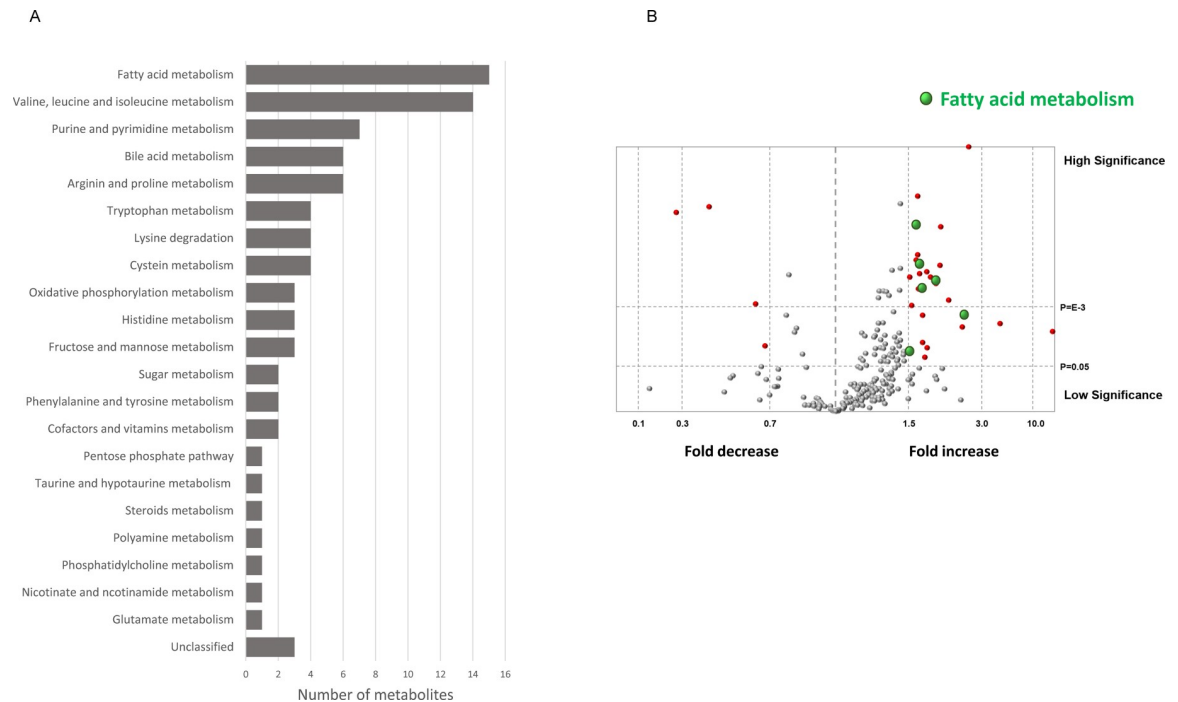 A
B
Fatty acid metabolism
Valine, leucine and isoleucine metabolism
Purine and pyrimidine metabolism
Bile acid metabolism
Arginin and proline metabolism
Tryptophan metabolism
Lysine degradation
Cystein metabolism
Oxidative phosphorylation metabolism
Histidine metabolism
Fructose and mannose metabolism
Sugar metabolism
Phenylalanine and tyrosine metabolism
Cofactors and vitamins metabolism
Pentose phosphate pathway
Taurine and hypotaurine metabolism
Steroids metabolism
Polyamine metabolism
Phosphatidylcholine metabolism
Nicotinate and ncotinamide metabolism
Glutamate metabolism
Unclassified
0 2 4 6 8 10 12 14 16
Number of metabolites
Fatty acid metabolism
High Significance
P=E-3
P=0.05
Low Significance
0.1 0.3 0.7 1.5 3.0 10.0
Fold decrease Fold increase